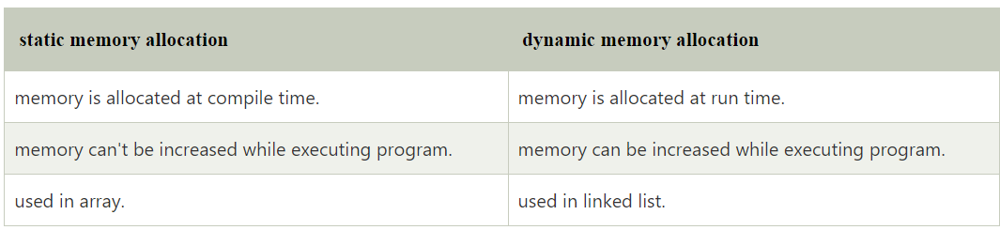 static memory allocation dynamic memory allocation
memory is allocated at compile time. memory is allocated at run time.
memory can't be increased while executing program. memory can be increased while executing program.
used in array. used in linked list.